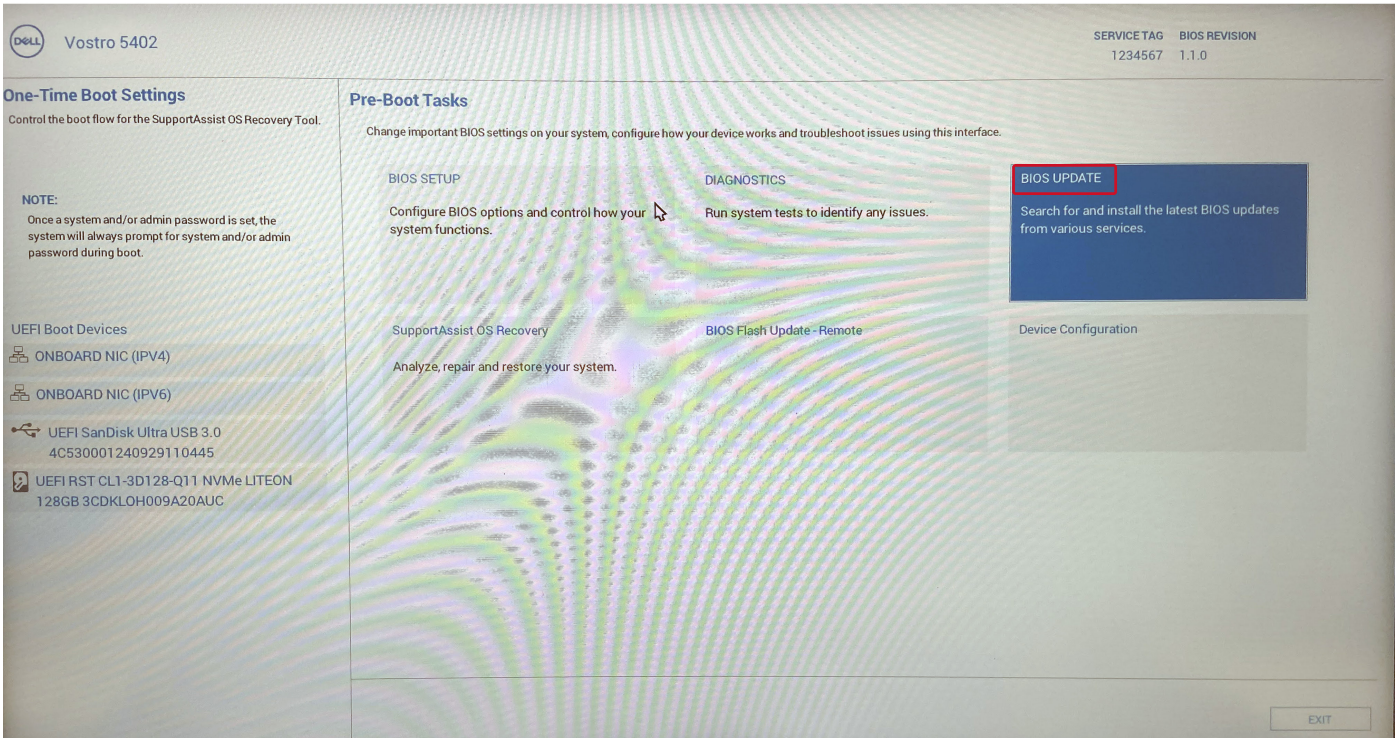 DELL
Vostro 5402
SERVICE TAG BIOS REVISION
1234567 1.1.0
One-Time Boot Settings
Control the boot flow for the SupportAssist OS Recovery Tool.
NOTE:
Once a system and/or admin password is set, the
system will always prompt for system and/or admin
password during boot.
UEFI Boot Devices
ONBOARD NIC (IPV4)
ONBOARD NIC (IPV6)
UEFI SanDisk Ultra USB 3.0
4C530001240929110445
UEFI RST CL1-3D128-Q11 NVMe LITEON
128GB 3CDKLOH009A20AUC
Pre-Boot Tasks
Change important BIOS settings on your system, configure how your device works and troubleshoot issues using this interface.
BIOS SETUP
Configure BIOS options and control how your
system functions.
DIAGNOSTICS
Run system tests to identify any issues.
BIOS UPDATE
Search for and install the latest BIOS updates
from various services.
SupportAssist OS Recovery
Analyze, repair and restore your system.
BIOS Flash Update - Remote
Device Configuration
EXIT